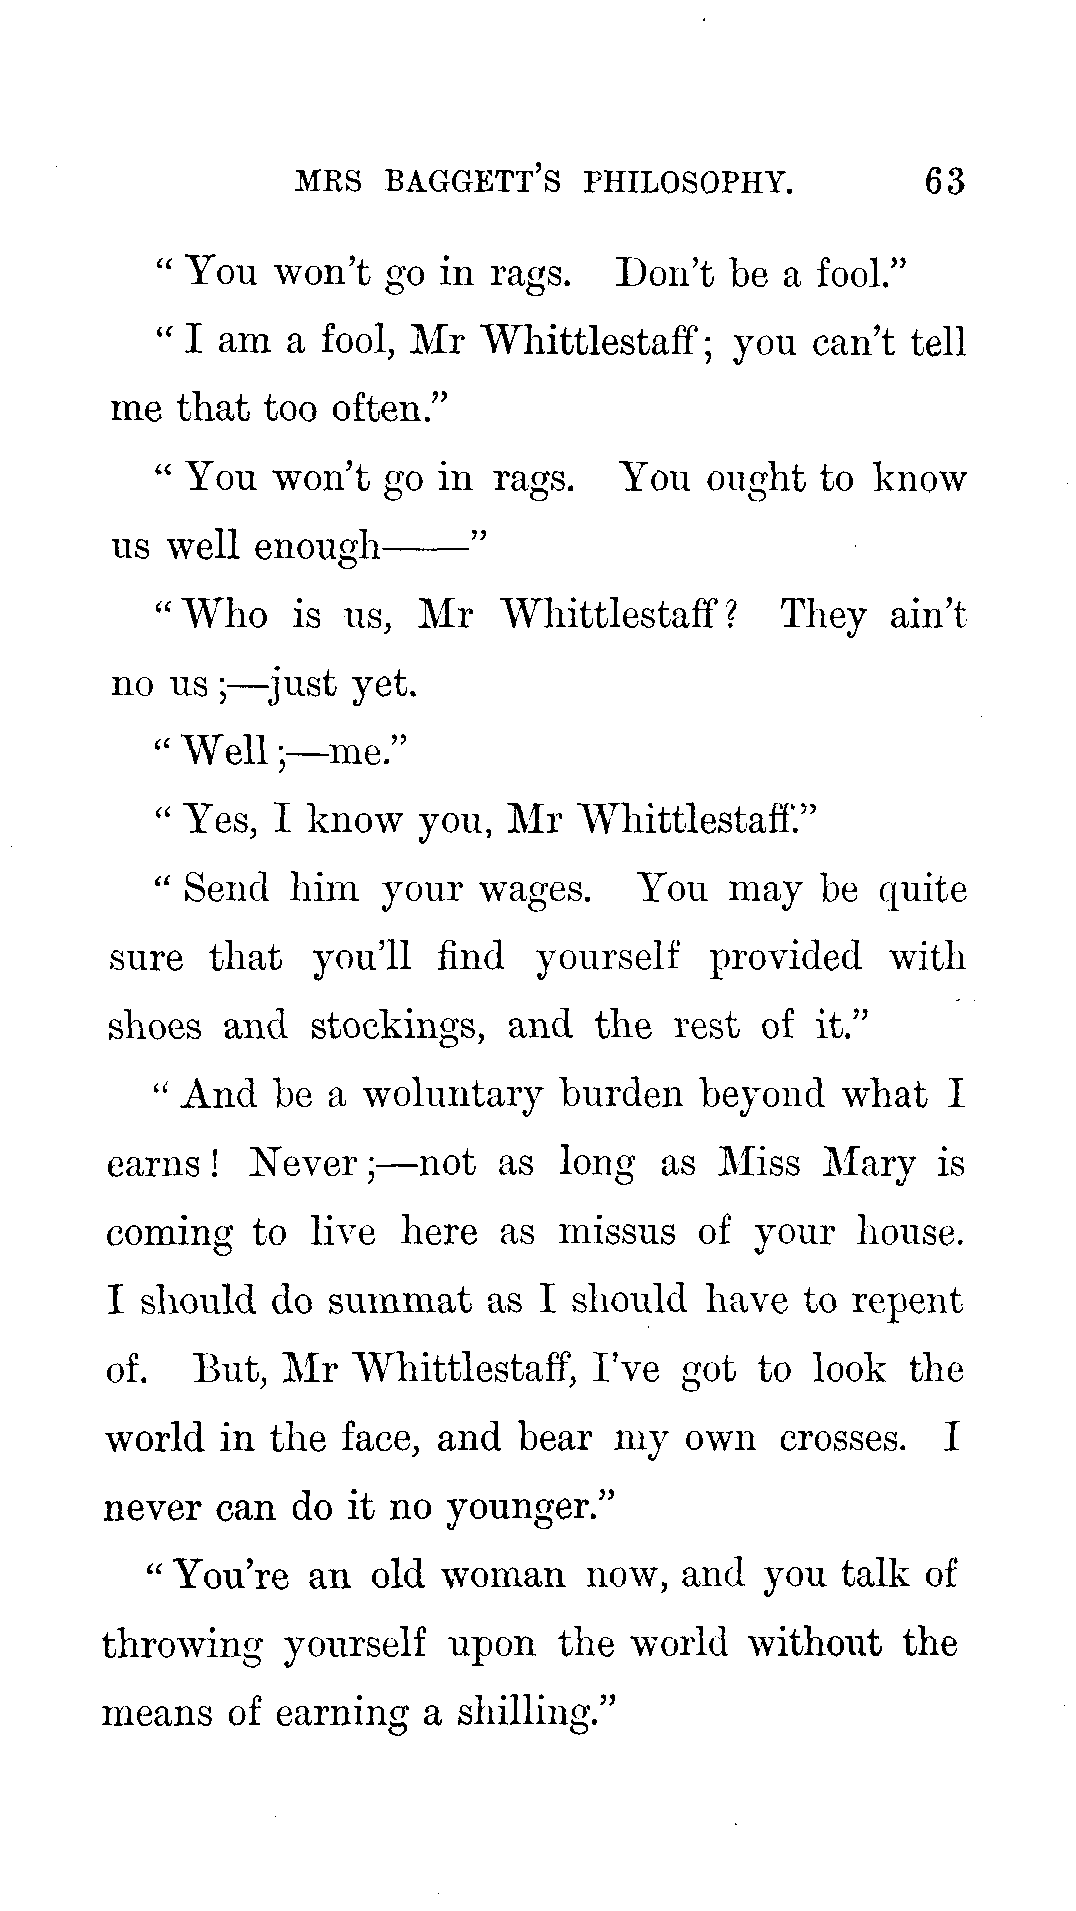 MRS BAGGETT'S PHILOSOPHY. 63
“ You won't go in rags. Don't be a fool.”
“ I am a fool, Mr Whittlestaff; you can't tell
me that too often.”
“ You won't go in rags. You ought to know
us well enough——”
“ Who is us, Mr Whittlestaff? They ain't
no us ;—just yet.
“ Well ;—me.”
“ Yes, I know you, Mr Whittlestaff.”
“ Send him your wages. You may be quite
sure that you'll find yourself provided with
shoes and stockings, and the rest of it.”
“ And be a woluntary burden beyond what I
earns! Never ;—not as long as Miss Mary is
coming to live here as missus of your house.
I should do summat as I should have to repent
of. But, Mr Whittlestaff, I've got to look the
world in the face, and bear my own crosses. I
never can do it no younger.”
“ You're an old woman now, and you talk of
throwing yourself upon the world without the
means of earning a shilling.”